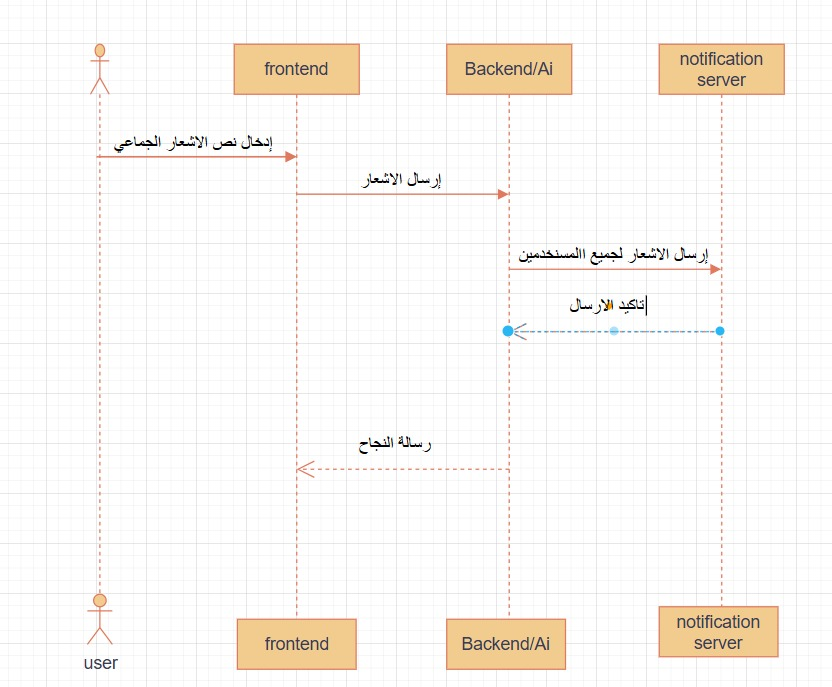 frontend
Backend/Ai
notification
server
إدخال نص الاشعار الجماعي
إرسال الاشعار
إرسال الاشعار لجميع االمستخدمين
تاكيد الارسال
رسالة النجاح
user
frontend
Backend/Ai
notification
server